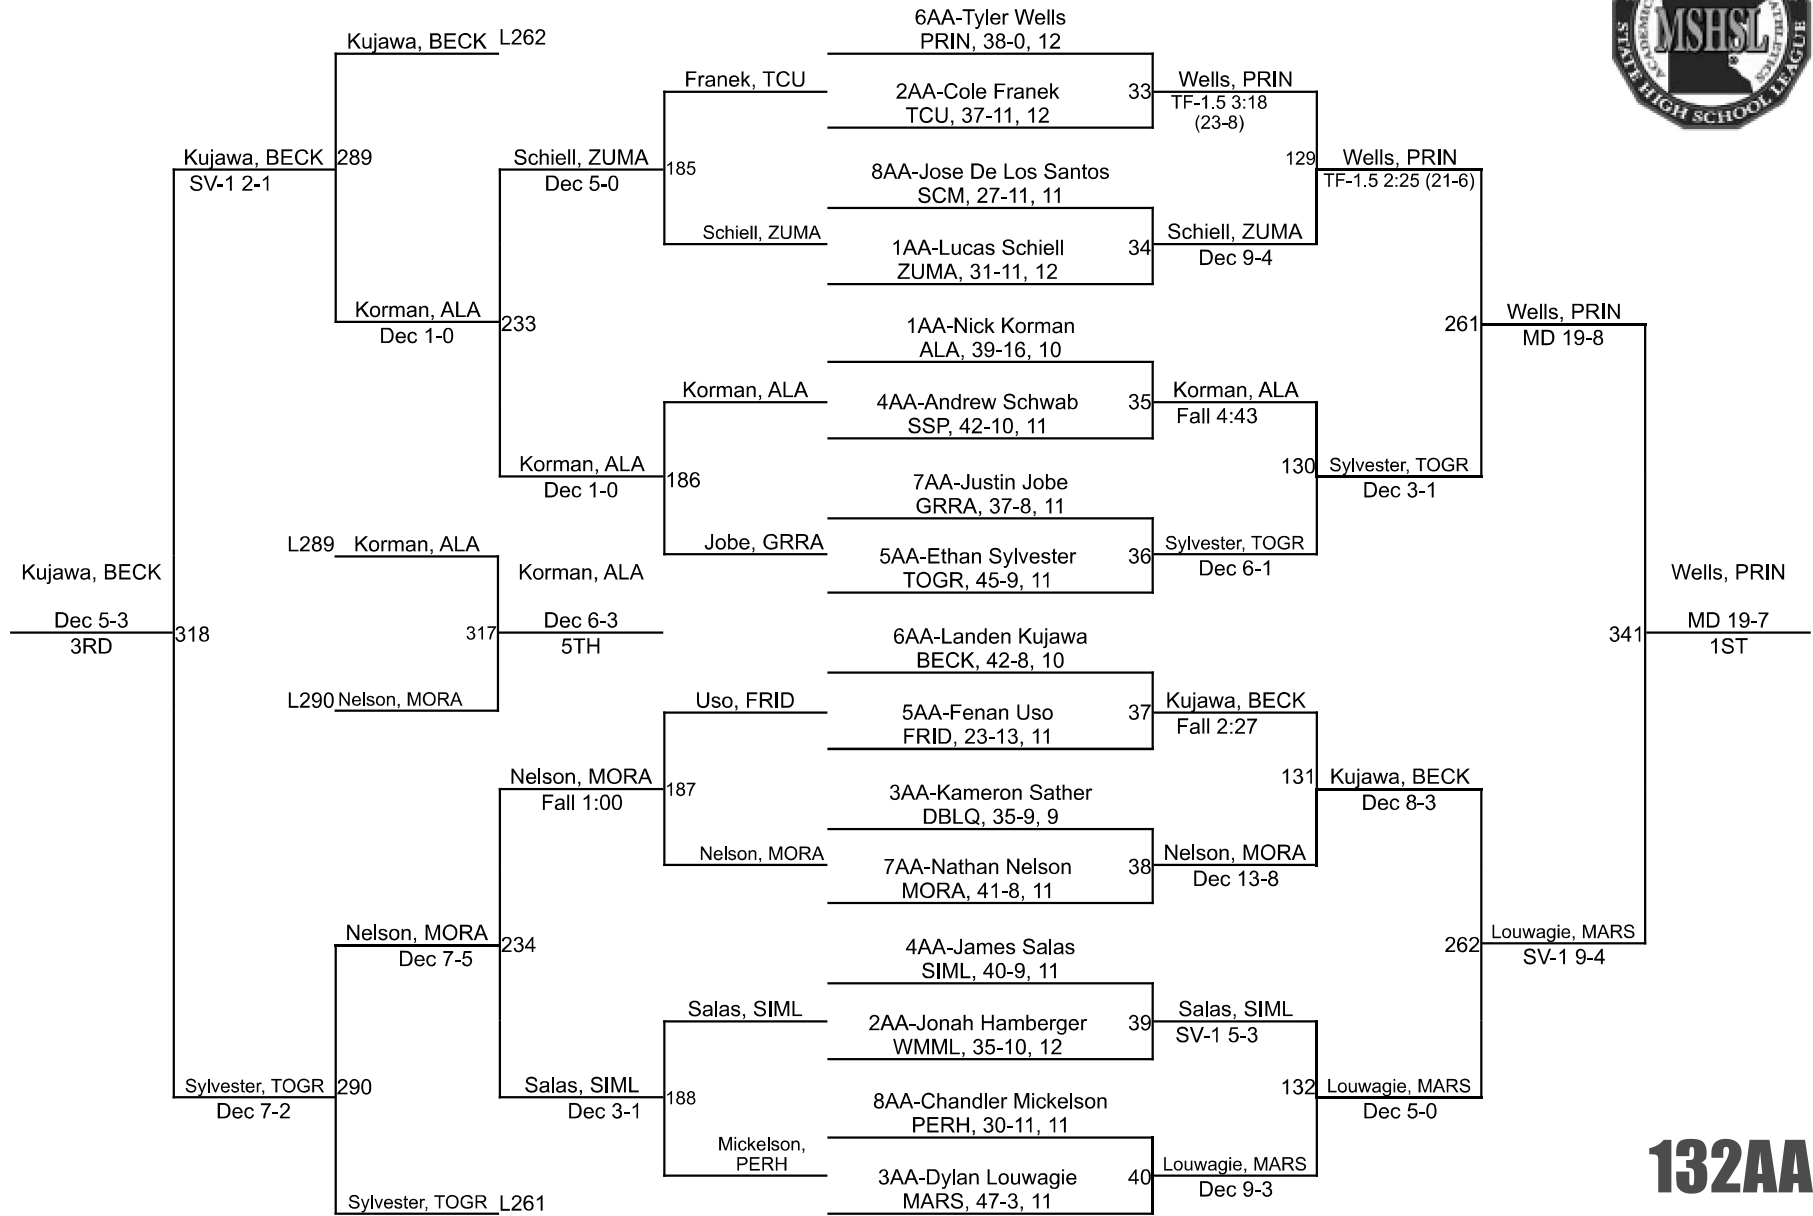 Kujawa, BECK L262
Kujawa, BECK 289
SV-1 2-1
Korman, ALA 233
Dec 1-0
Schiell, ZUMA 185
Dec 5-0
Franek, TCU
Schiell, ZUMA
Korman, ALA 186
Dec 1-0
Korman, ALA
Jobe, GRRA
L289 Korman, ALA
L290 Nelson, MORA
317
Korman, ALA
Dec 6-3
5TH
Kujawa, BECK
Dec 5-3
3RD
318
Uso, FRID
Nelson, MORA
Nelson, MORA 187
Fall 1:00
Nelson, MORA 234
Dec 7-5
Salas, SIML
Mickelson,
PERH
Salas, SIML 188
Dec 3-1
Sylvester, TOGR 290
Dec 7-2
Sylvester, TOGR L261
6AA-Tyler Wells
PRIN, 38-0, 12
2AA-Cole Franek
TCU, 37-11, 12
8AA-Jose De Los Santos
SCM, 27-11, 11
1AA-Lucas Schiell
ZUMA, 31-11, 12
1AA-Nick Korman
ALA, 39-16, 10
4AA-Andrew Schwab
SSP, 42-10, 11
7AA-Justin Jobe
GRRA, 37-8, 11
5AA-Ethan Sylvester
TOGR, 45-9, 11
6AA-Landen Kujawa
BECK, 42-8, 10
5AA-Fenan Uso
FRID, 23-13, 11
3AA-Kameron Sather
DBLQ, 35-9, 9
7AA-Nathan Nelson
MORA, 41-8, 11
4AA-James Salas
SIML, 40-9, 11
2AA-Jonah Hamberger
WMML, 35-10, 12
8AA-Chandler Mickelson
PERH, 30-11, 11
3AA-Dylan Louwagie
MARS, 47-3, 11
33 Wells, PRIN
TF-1.5 3:18
(23-8)
34 Schiell, ZUMA
Dec 9-4
35 Korman, ALA
Fall 4:43
36 Sylvester, TOGR
Dec 6-1
37 Kujawa, BECK
Fall 2:27
38 Nelson, MORA
Dec 13-8
39 Salas, SIML
SV-1 5-3
40 Louwagie, MARS
Dec 9-3
129 Wells, PRIN
TF-1.5 2:25 (21-6)
130 Sylvester, TOGR
Dec 3-1
131 Kujawa, BECK
Dec 8-3
132 Louwagie, MARS
Dec 5-0
261 Wells, PRIN
MD 19-8
262 Louwagie, MARS
SV-1 9-4
341
Wells, PRIN
MD 19-7
1ST
MSHSL
STATE HIGH SCHOOL LEAGUE
132AA